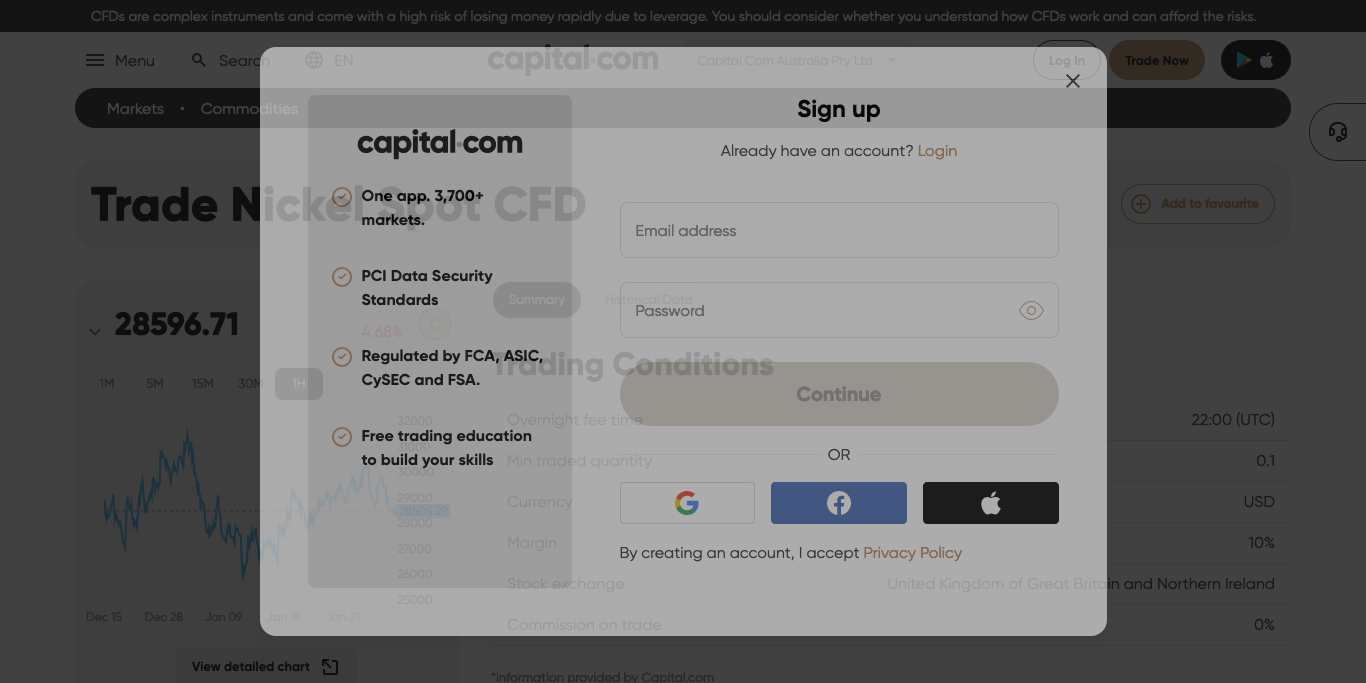 CFDs are complex instruments and come with a high risk of losing money rapidly due to leverage. You should consider whether you understand how CFDs work and can afford the risks.
Menu
Search
EN
capital.com
Capital Com Australia Pty Ltd
Log In
Trade Now
Markets • Commodities
Trade Nickel Spot CFD
Add to favourite
28596.71
4.68%
1M 5M 15M 30M 1H
32000
30000
29000
28505.29
28000
27000
26000
25000
Dec 15 Dec 28 Jan 09 Jan 18 Jan 27
View detailed chart
Summary
Historical Data
Trading Conditions
Overnight fee time 22:00 (UTC)
Min traded quantity 0.1
Currency USD
Margin 10%
Stock exchange United Kingdom of Great Britain and Northern Ireland
Commission on trade 0%
*Information provided by Capital.com
capital.com
One app. 3,700+
markets.
PCI Data Security
Standards
Regulated by FCA, ASIC,
CySEC and FSA.
Free trading education
to build your skills
Sign up
Already have an account? Login
Email address
Password
Continue
OR
By creating an account, I accept Privacy Policy